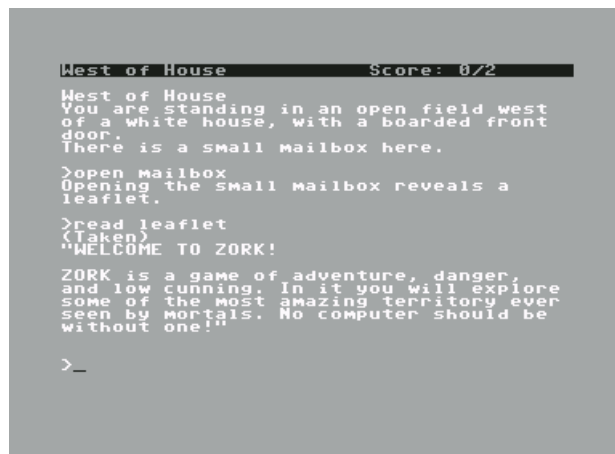 West of House Score: 0/2
West of House
You are standing in an open field west
of a white house, with a boarded front
door.
There is a small mailbox here.
>open mailbox
Opening the small mailbox reveals a
leaflet.
>read leaflet
(Taken)
"WELCOME TO ZORK!
ZORK is a game of adventure, danger,
and low cunning. In it you will explore
some of the most amazing territory ever
seen by mortals. No computer should be
without one!"
>_